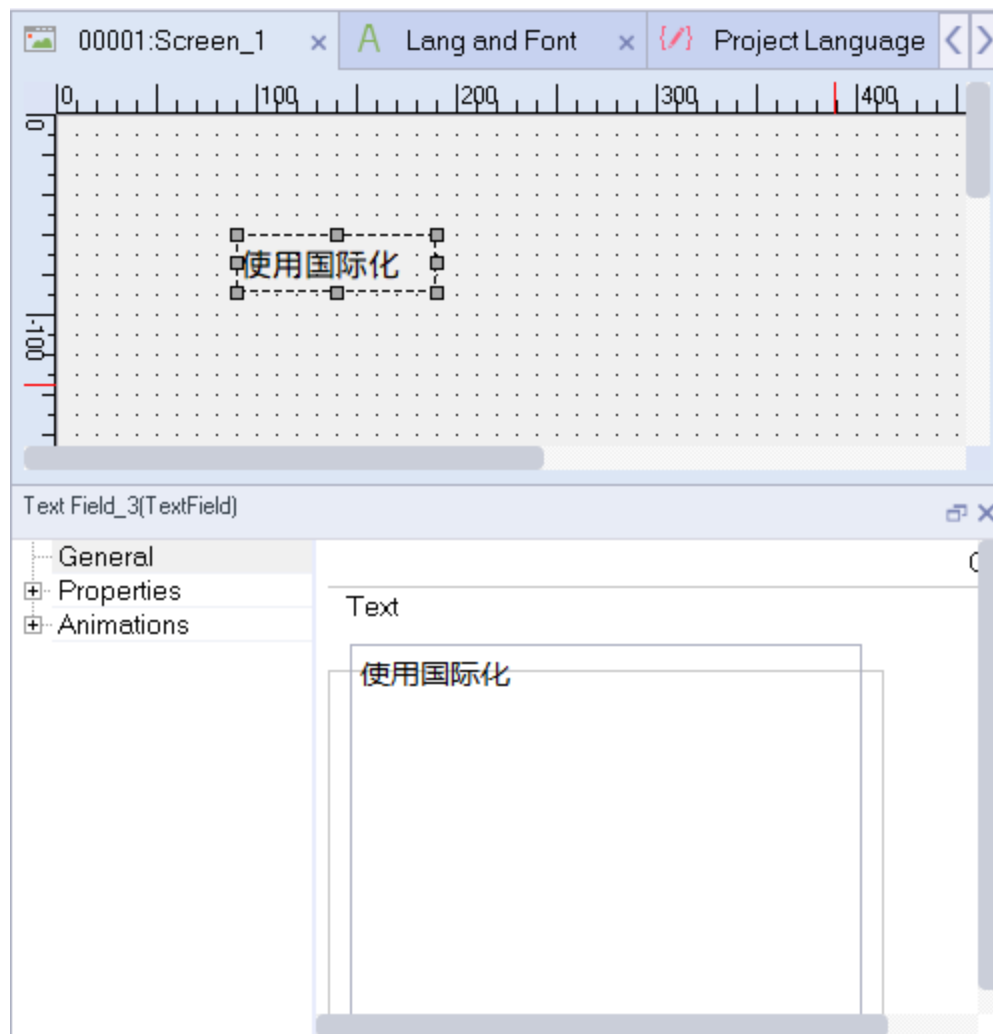 00001:Screen_1
Lang and Font
Project Language
0 100 200 300 400
0
使用国际化
-100
Text Field_3(TextField)
General
Properties
Animations
Text
使用国际化